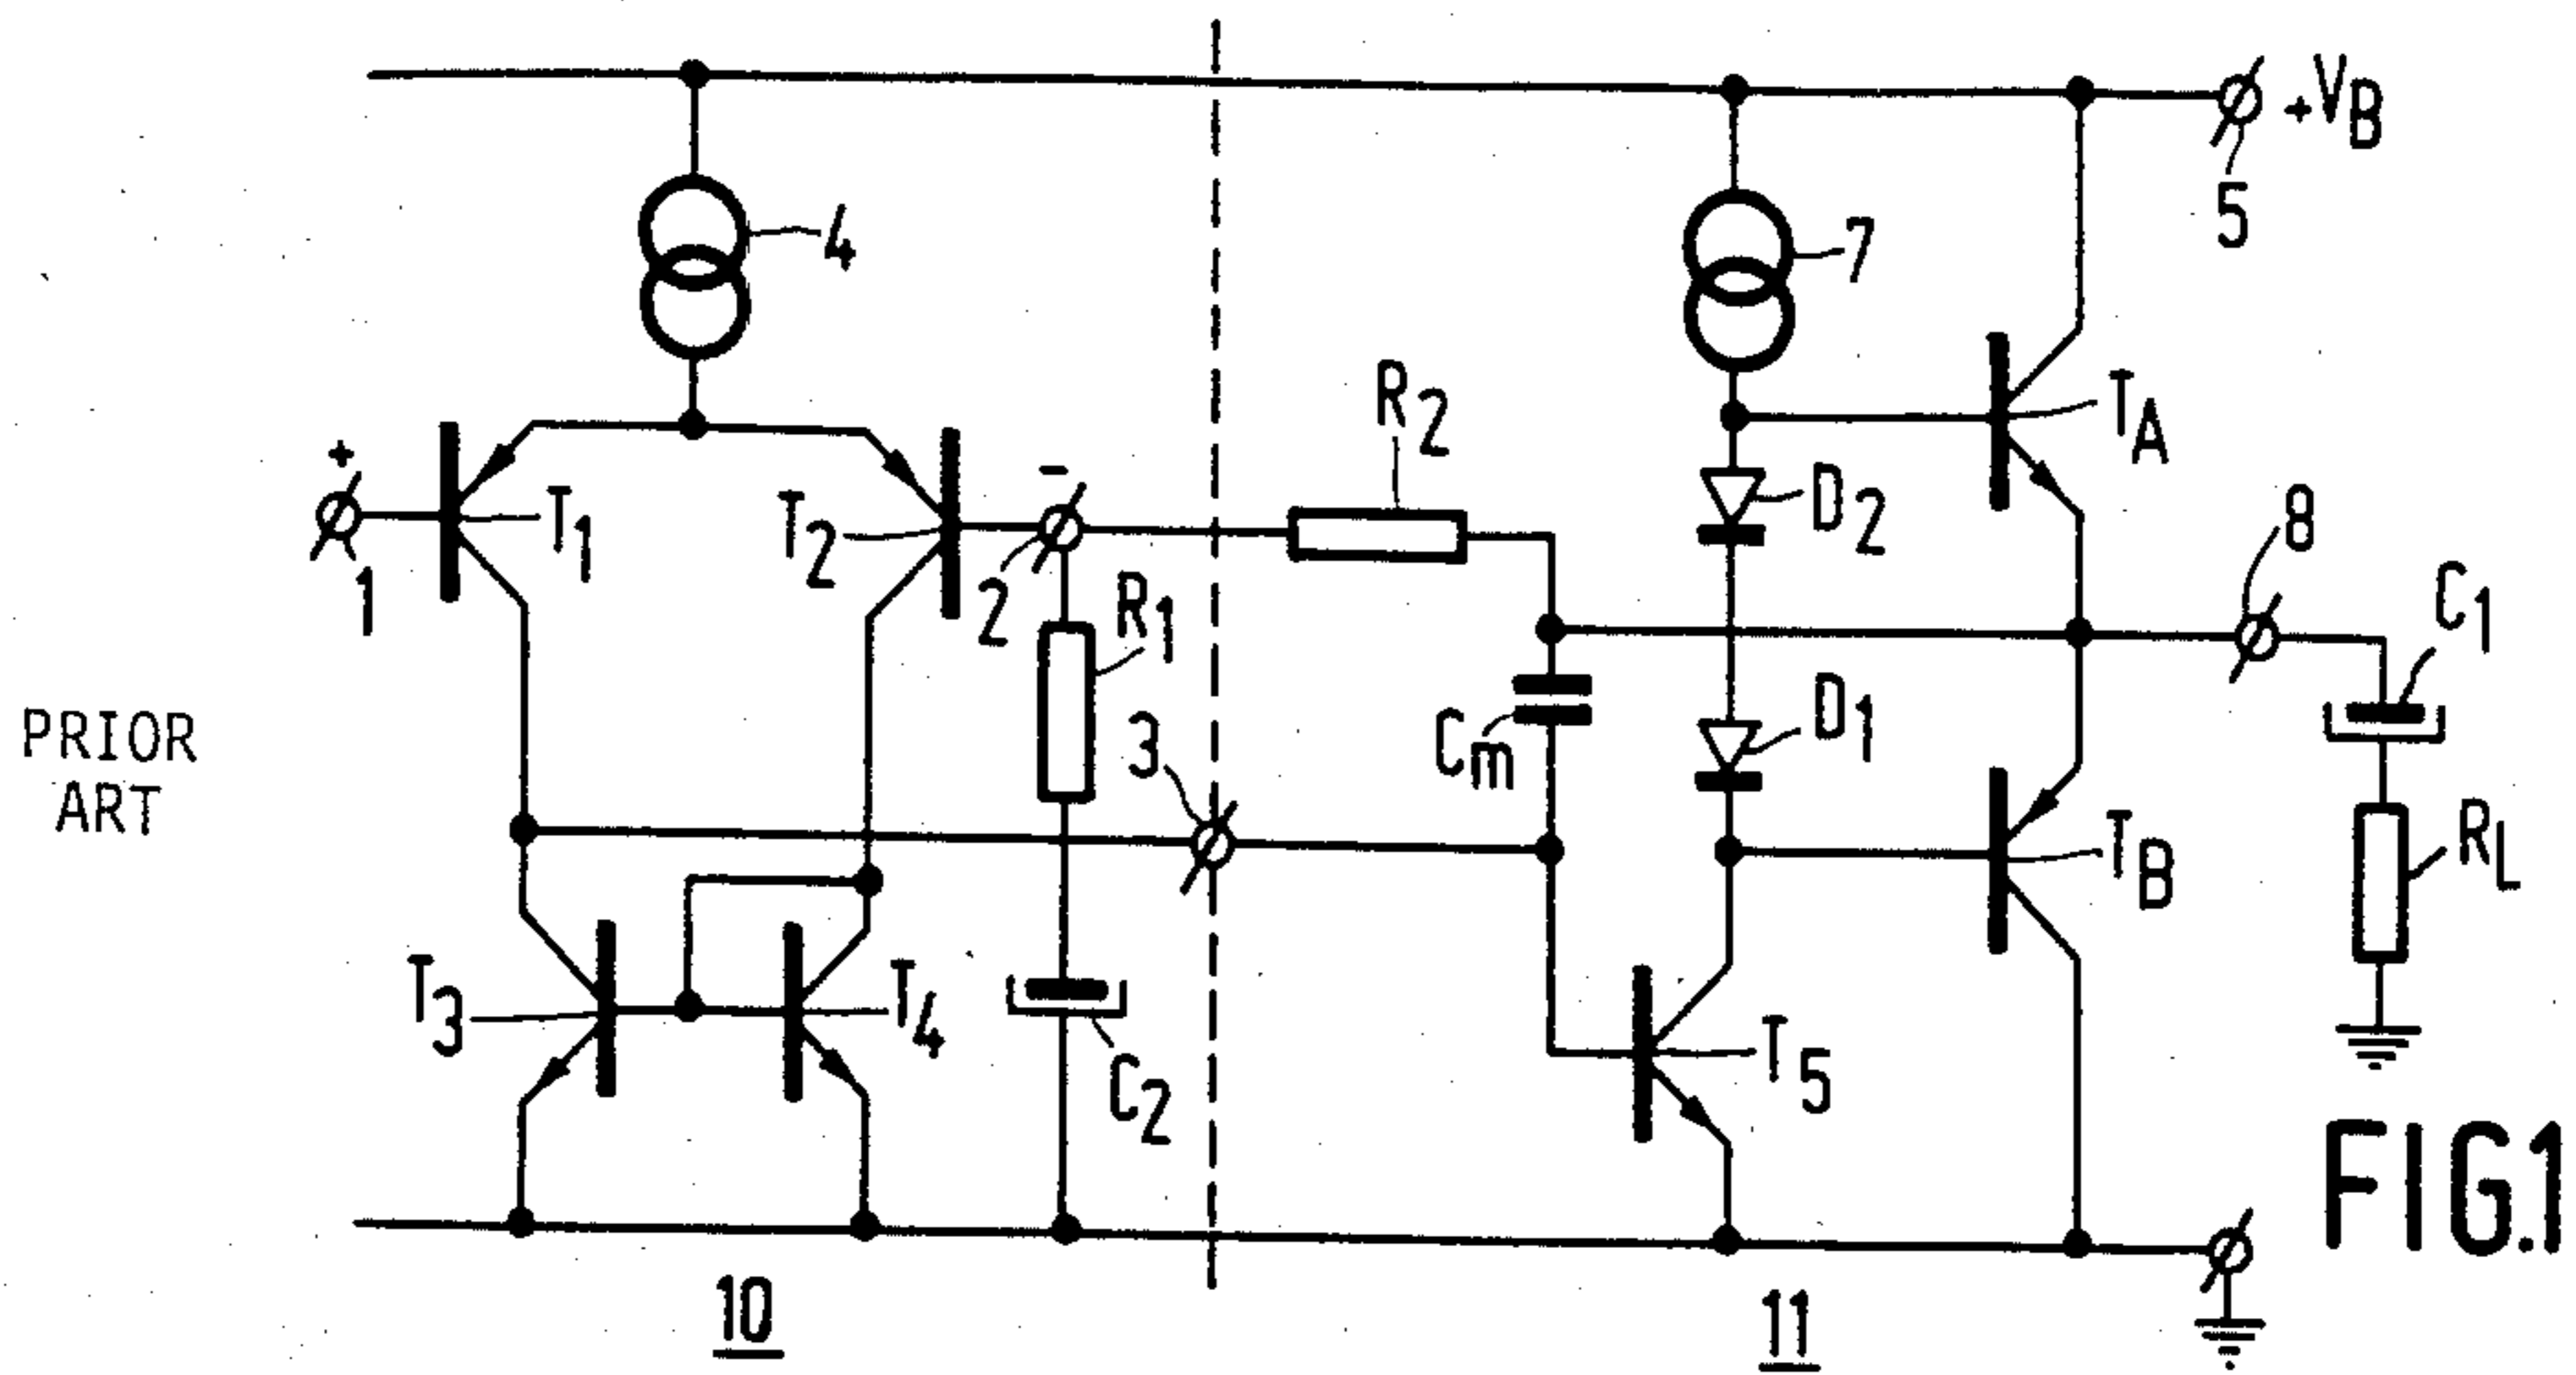 +VB
5
4
7
R2
TA
+
T1
T2
-
D2
8
1
2
R1
C1
3
Cm
D1
PRIOR
ART
TB
RL
T3
T4
C2
T5
FIG.1
10
11